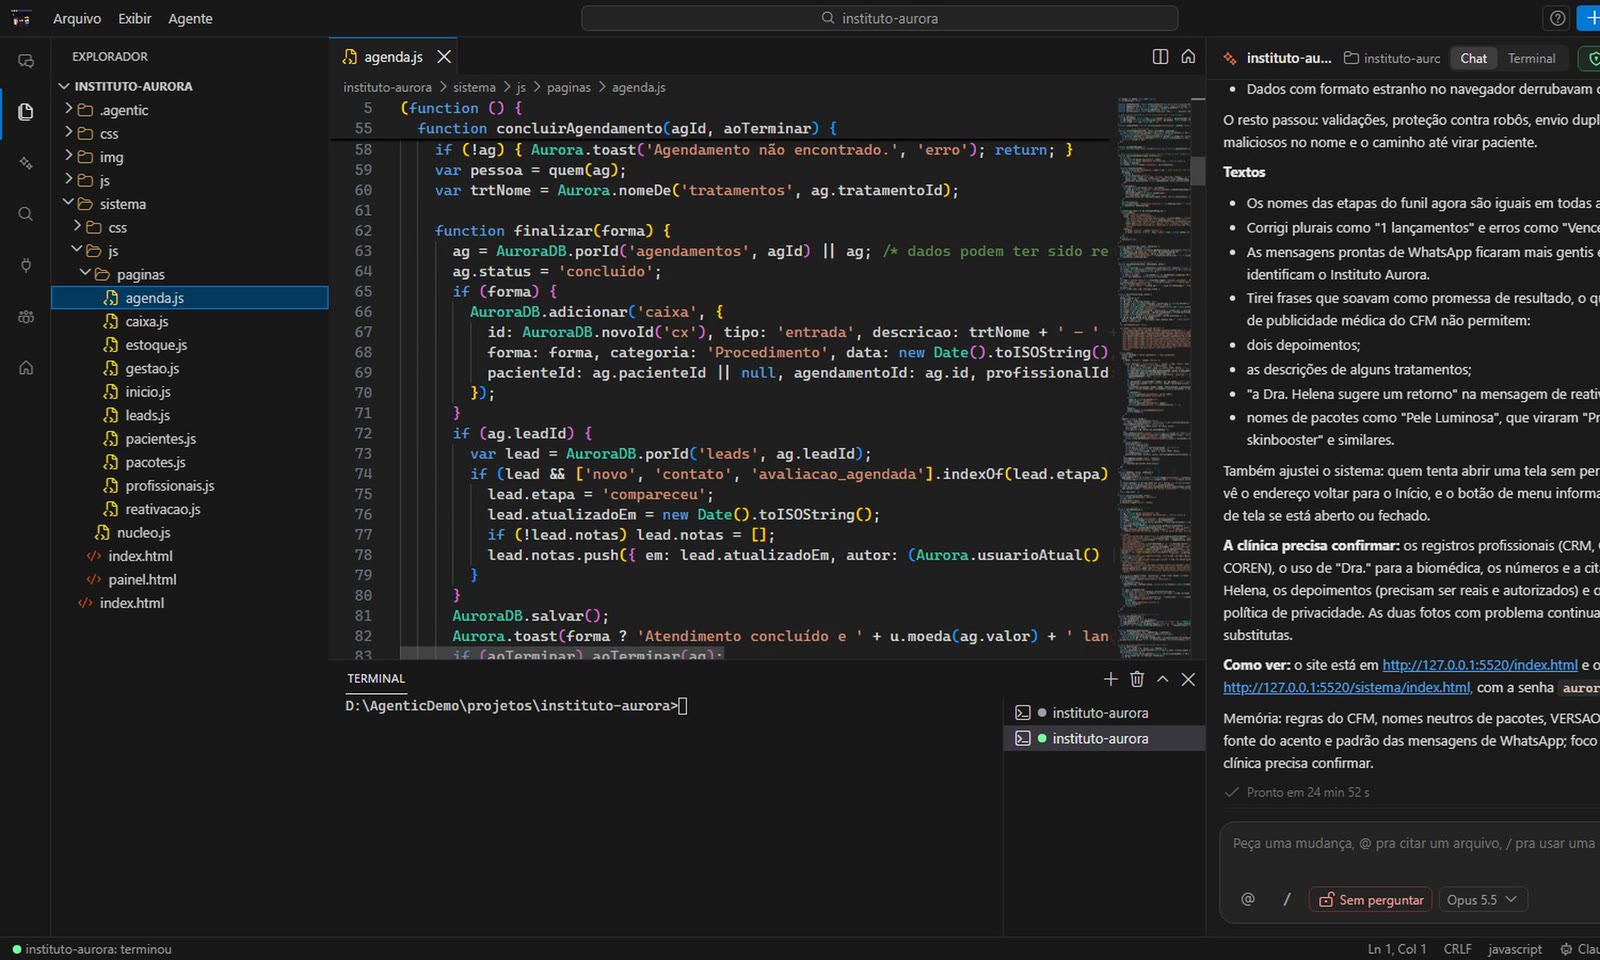 Arquivo Exibir Agente
instituto-aurora
EXPLORADOR
INSTITUTO-AURORA
.agentic
css
img
js
sistema
css
js
paginas
agenda.js
caixa.js
estoque.js
gestao.js
inicio.js
leads.js
pacientes.js
pacotes.js
profissionais.js
reativacao.js
nucleo.js
index.html
painel.html
index.html
agenda.js
instituto-aurora > sistema > js > paginas > agenda.js
5 (function () {
55 function concluirAgendamento(agId, aoTerminar) {
58 if (!ag) { Aurora.toast('Agendamento não encontrado.', 'erro'); return; }
59 var pessoa = quem(ag);
60 var trtNome = Aurora.nomeDe('tratamentos', ag.tratamentoId);
61
62 function finalizar(forma) {
63 ag = AuroraDB.porId('agendamentos', agId) || ag; /* dados podem ter sido re
64 ag.status = 'concluido';
65 if (forma) {
66 AuroraDB.adicionar('caixa', {
67 id: AuroraDB.novoId('cx'), tipo: 'entrada', descricao: trtNome + ' – ' +
68 forma: forma, categoria: 'Procedimento', data: new Date().toISOString()
69 pacienteId: ag.pacienteId || null, agendamentoId: ag.id, profissionalId
70 });
71 }
72 if (ag.leadId) {
73 var lead = AuroraDB.porId('leads', ag.leadId);
74 if (lead && ['novo', 'contato', 'avaliacao_agendada'].indexOf(lead.etapa)
75 lead.etapa = 'compareceu';
76 lead.atualizadoEm = new Date().toISOString();
77 if (!lead.notas) lead.notas = [];
78 lead.notas.push({ em: lead.atualizadoEm, autor: (Aurora.usuarioAtual()
79 }
80 }
81 AuroraDB.salvar();
82 Aurora.toast(forma ? 'Atendimento concluído e ' + u.moeda(ag.valor) + ' lan
83 if (aoTerminar) aoTerminar(ag);
TERMINAL
D:\AgenticDemo\projetos\instituto-aurora>
instituto-aurora
instituto-aurora
instituto-au... instituto-auro Chat Terminal
• Dados com formato estranho no navegador derrubavam
O resto passou: validações, proteção contra robôs, envio dupl
maliciosos no nome e o caminho até virar paciente.
Textos
• Os nomes das etapas do funil agora são iguais em todas a
• Corrigi plurais como "1 lançamentos" e erros como "Vence
• As mensagens prontas de WhatsApp ficaram mais gentis e
identificam o Instituto Aurora.
• Tirei frases que soavam como promessa de resultado, o qu
de publicidade médica do CFM não permitem:
• dois depoimentos;
• as descrições de alguns tratamentos;
• "a Dra. Helena sugere um retorno" na mensagem de reativ
• nomes de pacotes como "Pele Luminosa", que viraram "Pr
skinbooster" e similares.
Também ajustei o sistema: quem tenta abrir uma tela sem per
vê o endereço voltar para o Início, e o botão de menu informa
de tela se está aberto ou fechado.
A clínica precisa confirmar: os registros profissionais (CRM,
COREN), o uso de "Dra." para a biomédica, os números e a cita
Helena, os depoimentos (precisam ser reais e autorizados) e o
política de privacidade. As duas fotos com problema continua
substitutas.
Como ver: o site está em http://127.0.0.1:5520/index.html e o
http://127.0.0.1:5520/sistema/index.html, com a senha auror
Memória: regras do CFM, nomes neutros de pacotes, VERSAO
fonte do acento e padrão das mensagens de WhatsApp; foco
clínica precisa confirmar.
Pronto em 24 min 52 s
Peça uma mudança, @ pra citar um arquivo, / pra usar uma
@ / Sem perguntar Opus 5.5
instituto-aurora: terminou
Ln 1, Col 1 CRLF javascript Clau